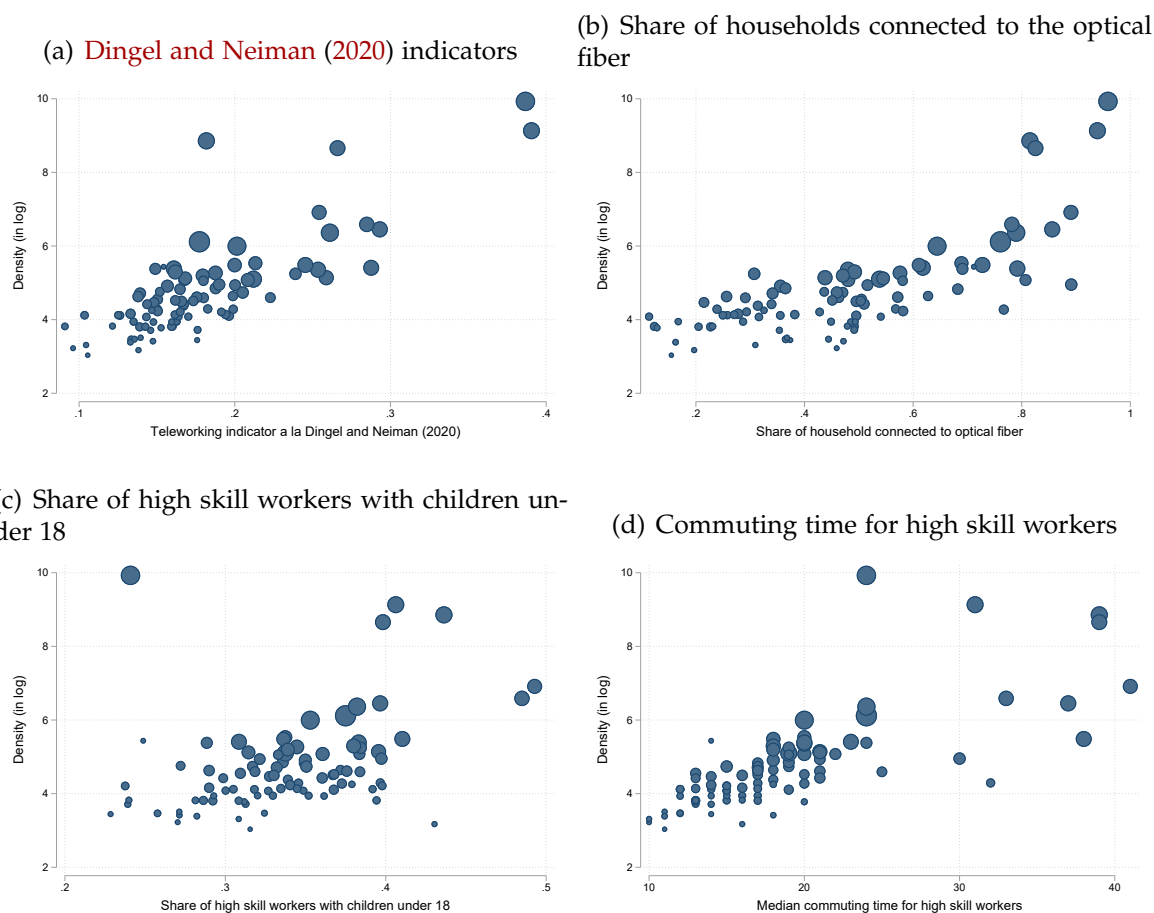 (a) Dingel and Neiman (2020) indicators
(b) Share of households connected to the optical
fiber
10
8
6
4
2
Density (in log)
.1 .2 .3 .4
Teleworking indicator a la Dingel and Neiman (2020)
10
8
6
4
2
Density (in log)
.2 .4 .6 .8 1
Share of household connected to optical fiber
c) Share of high skill workers with children un-
der 18
(d) Commuting time for high skill workers
10
8
6
4
2
Density (in log)
.2 .3 .4 .5
Share of high skill workers with children under 18
10
8
6
4
2
Density (in log)
10 20 30 40
Median commuting time for high skill workers